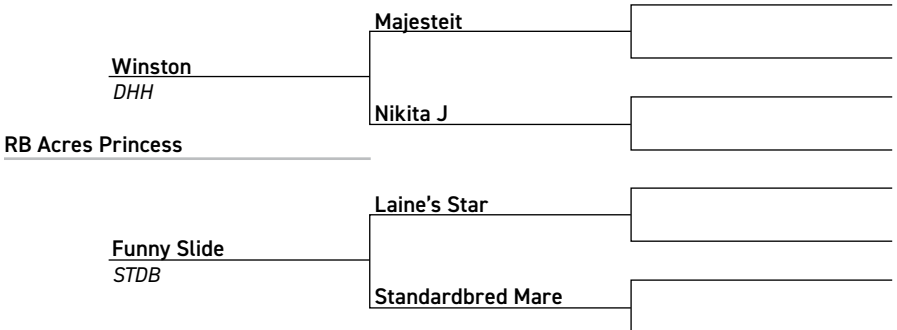 Majesteit
Winston
DHH
Nikita J
RB Acres Princess
Laine's Star
Funny Slide
STDB
Standardbred Mare